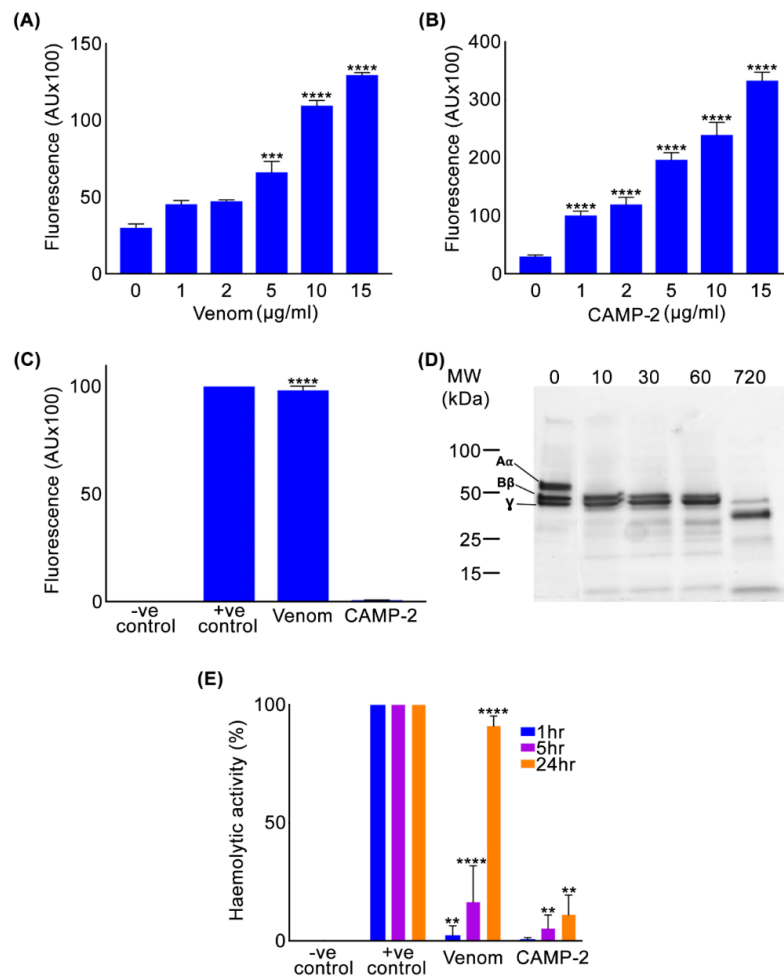 (A)
Fluorescence (AUx100)
150
100
50
0
***
****
****
0 1 2 5 10 15
Venom (µg/ml)
(B)
Fluorescence (AUx100)
400
300
200
100
0
****
****
****
****
****
0 1 2 5 10 15
CAMP-2 (µg/ml)
(C)
Fluorescence (AUx100)
100
50
0
****
-ve control
+ve control
Venom
CAMP-2
(D)
MW (kDa)
0 10 30 60 720
100
50
25
15
Aα
Bβ
γ
(E)
Haemolytic activity (%)
100
50
0
1hr
5hr
24hr
**
****
****
**
**
-ve control
+ve control
Venom
CAMP-2